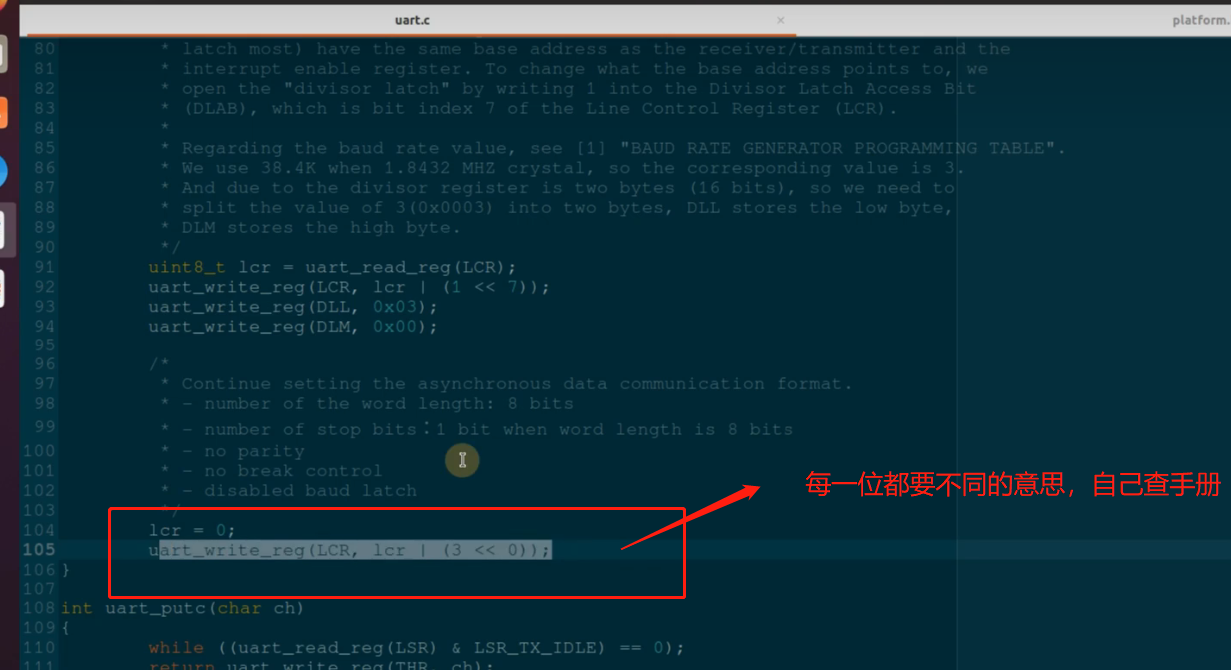 uart.c × platform.
80 * latch most) have the same base address as the receiver/transmitter and the
81 * interrupt enable register. To change what the base address points to, we
82 * open the "divisor latch" by writing 1 into the Divisor Latch Access Bit
83 * (DLAB), which is bit index 7 of the Line Control Register (LCR).
84 *
85 * Regarding the baud rate value, see [1] "BAUD RATE GENERATOR PROGRAMMING TABLE".
86 * We use 38.4K when 1.8432 MHZ crystal, so the corresponding value is 3.
87 * And due to the divisor register is two bytes (16 bits), so we need to
88 * split the value of 3(0x0003) into two bytes, DLL stores the low byte,
89 * DLM stores the high byte.
90 */
91 uint8_t lcr = uart_read_reg(LCR);
92 uart_write_reg(LCR, lcr | (1 << 7));
93 uart_write_reg(DLL, 0x03);
94 uart_write_reg(DLM, 0x00);
95
96 /*
97 * Continue setting the asynchronous data communication format.
98 * - number of the word length: 8 bits
99 * - number of stop bits：1 bit when word length is 8 bits
100 * - no parity
101 * - no break control
102 * - disabled baud latch
103 */
104 lcr = 0;
105 uart_write_reg(LCR, lcr | (3 << 0));
106 }
107
108 int uart_putc(char ch)
109 {
110 while ((uart_read_reg(LSR) & LSR_TX_IDLE) == 0);
111 return uart_write_reg(THR, ch);
每一位都要不同的意思，自己查手册